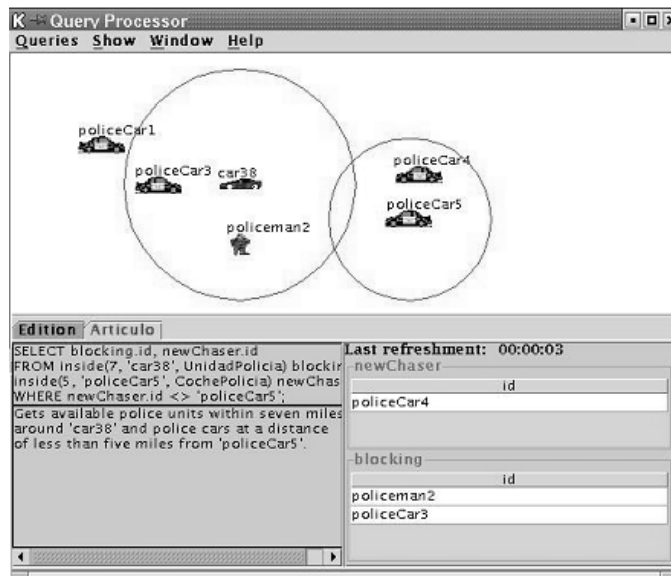 Query Processor
Queries Show Window Help
policeCar1
policeCar3 car38
policeCar4
policeCar5
policeman2
Edition Articulo
SELECT blocking.id, newChaser.id
FROM inside(7, 'car38', UnidadPolicia) blockin
inside(5, 'policeCar5', CochePolicia) newChas
WHERE newChaser.id <> 'policeCar5';
Gets available police units within seven miles
around 'car38' and police cars at a distance
of less than five miles from 'policeCar5'.
Last refreshment: 00:00:03
newChaser
id
policeCar4
blocking
id
policeman2
policeCar3